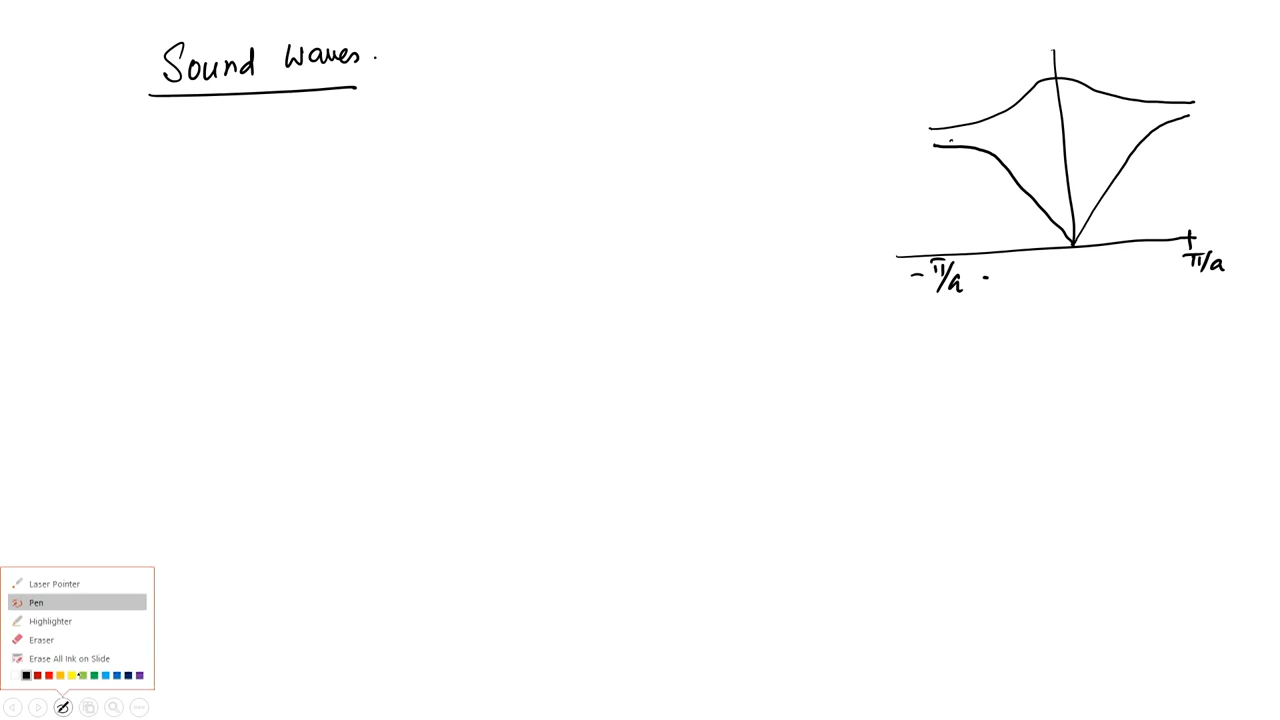 Sound Waves.
- π/a .
π/a
Laser Pointer
Pen
Highlighter
Eraser
Erase All Ink on Slide